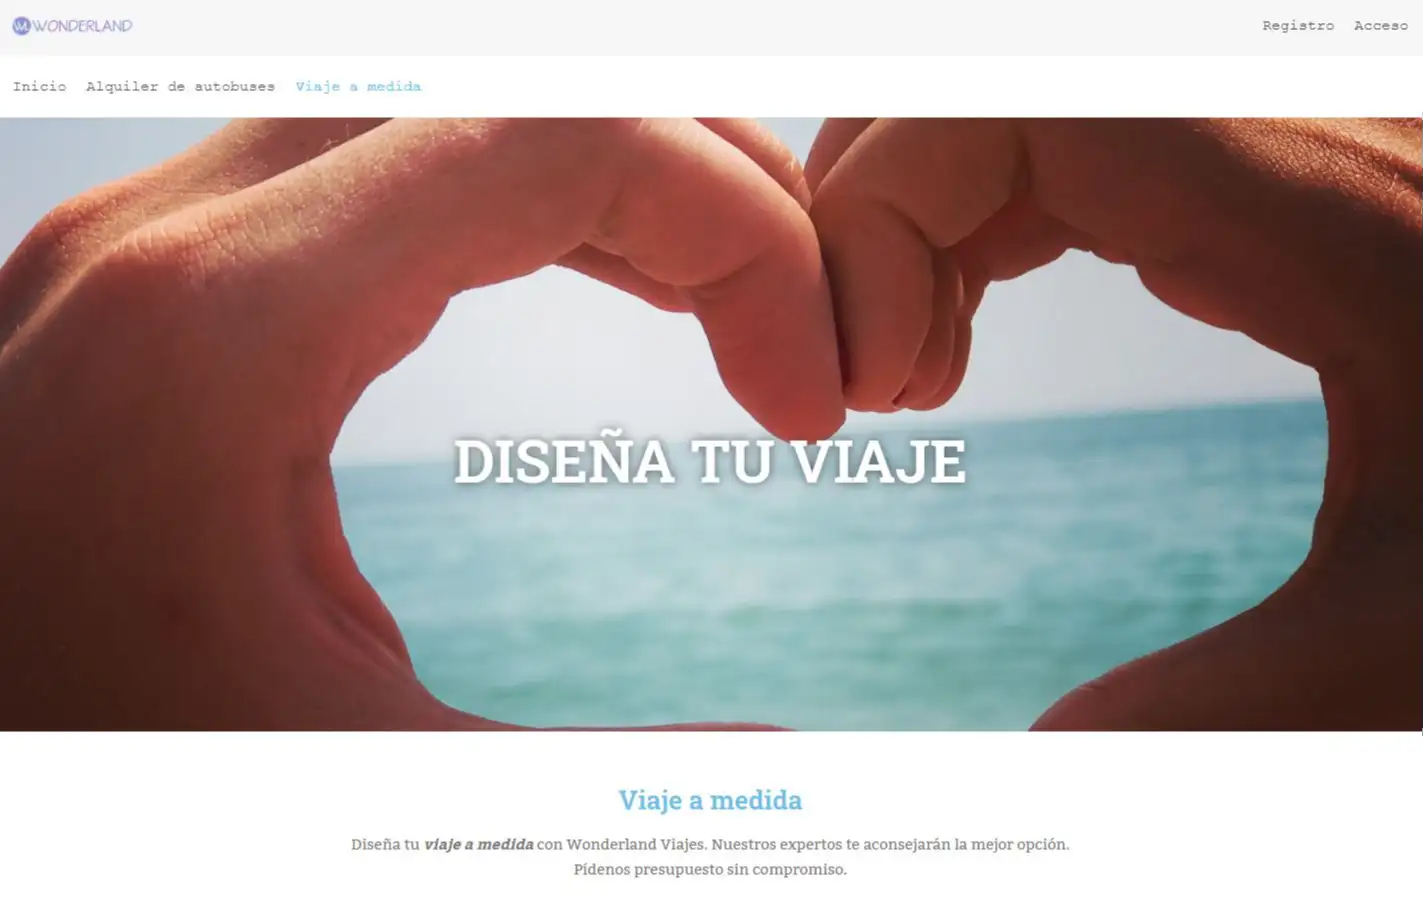 WL WONDERLAND
Registro Acceso
Inicio Alquiler de autobuses Viaje a medida
DISEÑA TU VIAJE
Viaje a medida
Diseña tu viaje a medida con Wonderland Viajes. Nuestros expertos te aconsejarán la mejor opción.
Pídenos presupuesto sin compromiso.